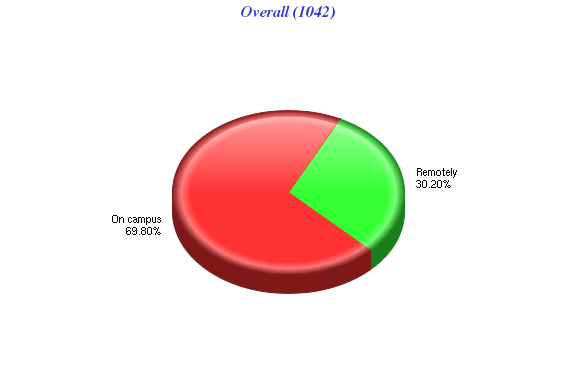 Overall (1042)
Remotely
30.20%
On campus
69.80%